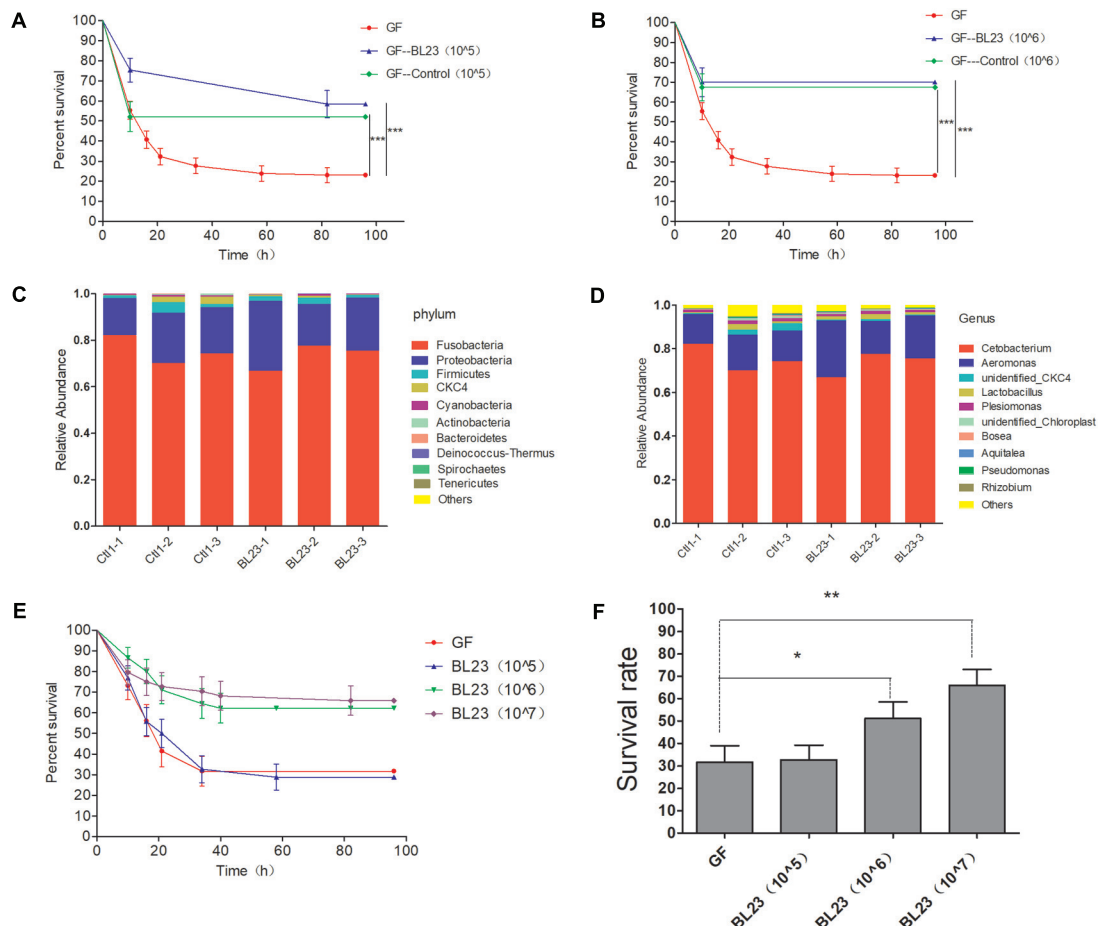 A
Percent survival
100
90
80
70
60
50
40
30
20
10
0
0 20 40 60 80 100
Time（h）
GF
GF--BL23（10^5）
GF--Control（10^5）
***
***
B
Percent survival
100
90
80
70
60
50
40
30
20
10
0
0 20 40 60 80 100
Time（h）
GF
GF--BL23（10^6）
GF---Control（10^6）
***
***
C
Relative Abundance
1.0
0.8
0.6
0.4
0.2
0.0
Ctl1-1 Ctl1-2 Ctl1-3 BL23-1 BL23-2 BL23-3
phylum
Fusobacteria
Proteobacteria
Firmicutes
CKC4
Cyanobacteria
Actinobacteria
Bacteroidetes
Deinococcus-Thermus
Spirochaetes
Tenericutes
Others
D
Relative Abundance
1.0
0.8
0.6
0.4
0.2
0.0
Ctl1-1 Ctl1-2 Ctl1-3 BL23-1 BL23-2 BL23-3
Genus
Cetobacterium
Aeromonas
unidentified_CKC4
Lactobacillus
Plesiomonas
unidentified_Chloroplast
Bosea
Aquitalea
Pseudomonas
Rhizobium
Others
E
Percent survival
100
90
80
70
60
50
40
30
20
10
0
0 20 40 60 80 100
Time（h）
GF
BL23（10^5）
BL23（10^6）
BL23（10^7）
F
Survival rate
100
90
80
70
60
50
40
30
20
10
0
**
*
GF BL23（10^5） BL23（10^6） BL23（10^7）